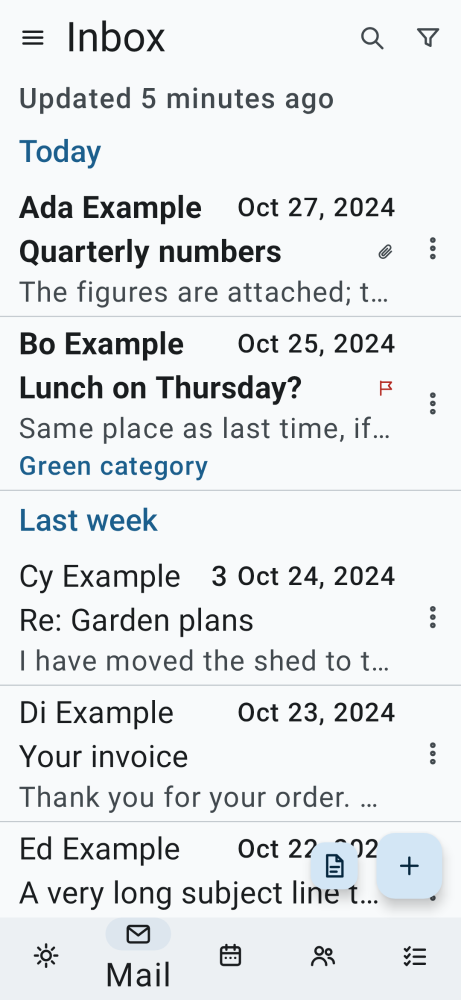 Inbox
Updated 5 minutes ago
Today
Ada Example Oct 27, 2024
Quarterly numbers
The figures are attached; t…
Bo Example Oct 25, 2024
Lunch on Thursday?
Same place as last time, if…
Green category
Last week
Cy Example 3 Oct 24, 2024
Re: Garden plans
I have moved the shed to t…
Di Example Oct 23, 2024
Your invoice
Thank you for your order. …
Ed Example Oct 22
A very long subject line t…
Mail